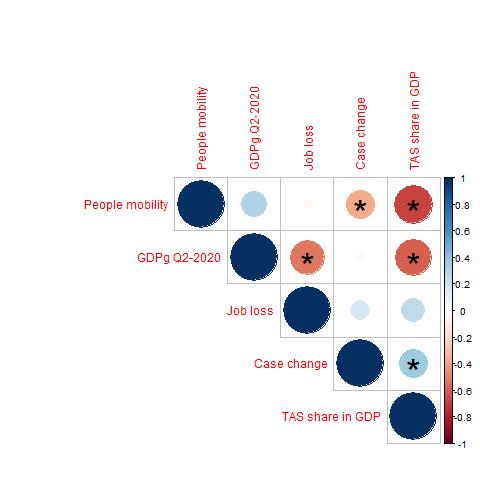 People mobility
GDPg Q2-2020
Job loss
Case change
TAS share in GDP
People mobility
* *
GDPg Q2-2020
* *
Job loss
Case change
*
TAS share in GDP
1
0.8
0.6
0.4
0.2
0
-0.2
-0.4
-0.6
-0.8
-1